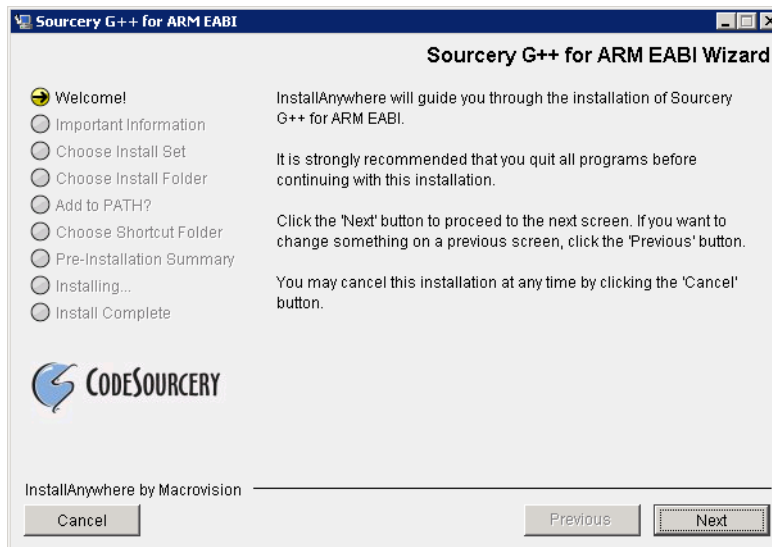 Sourcery G++ for ARM EABI
Sourcery G++ for ARM EABI Wizard
Welcome!
Important Information
Choose Install Set
Choose Install Folder
Add to PATH?
Choose Shortcut Folder
Pre-Installation Summary
Installing...
Install Complete
InstallAnywhere will guide you through the installation of Sourcery
G++ for ARM EABI.
It is strongly recommended that you quit all programs before
continuing with this installation.
Click the 'Next' button to proceed to the next screen. If you want to
change something on a previous screen, click the 'Previous' button.
You may cancel this installation at any time by clicking the 'Cancel'
button.
CODESOURCERY
InstallAnywhere by Macrovision
Cancel
Previous
Next